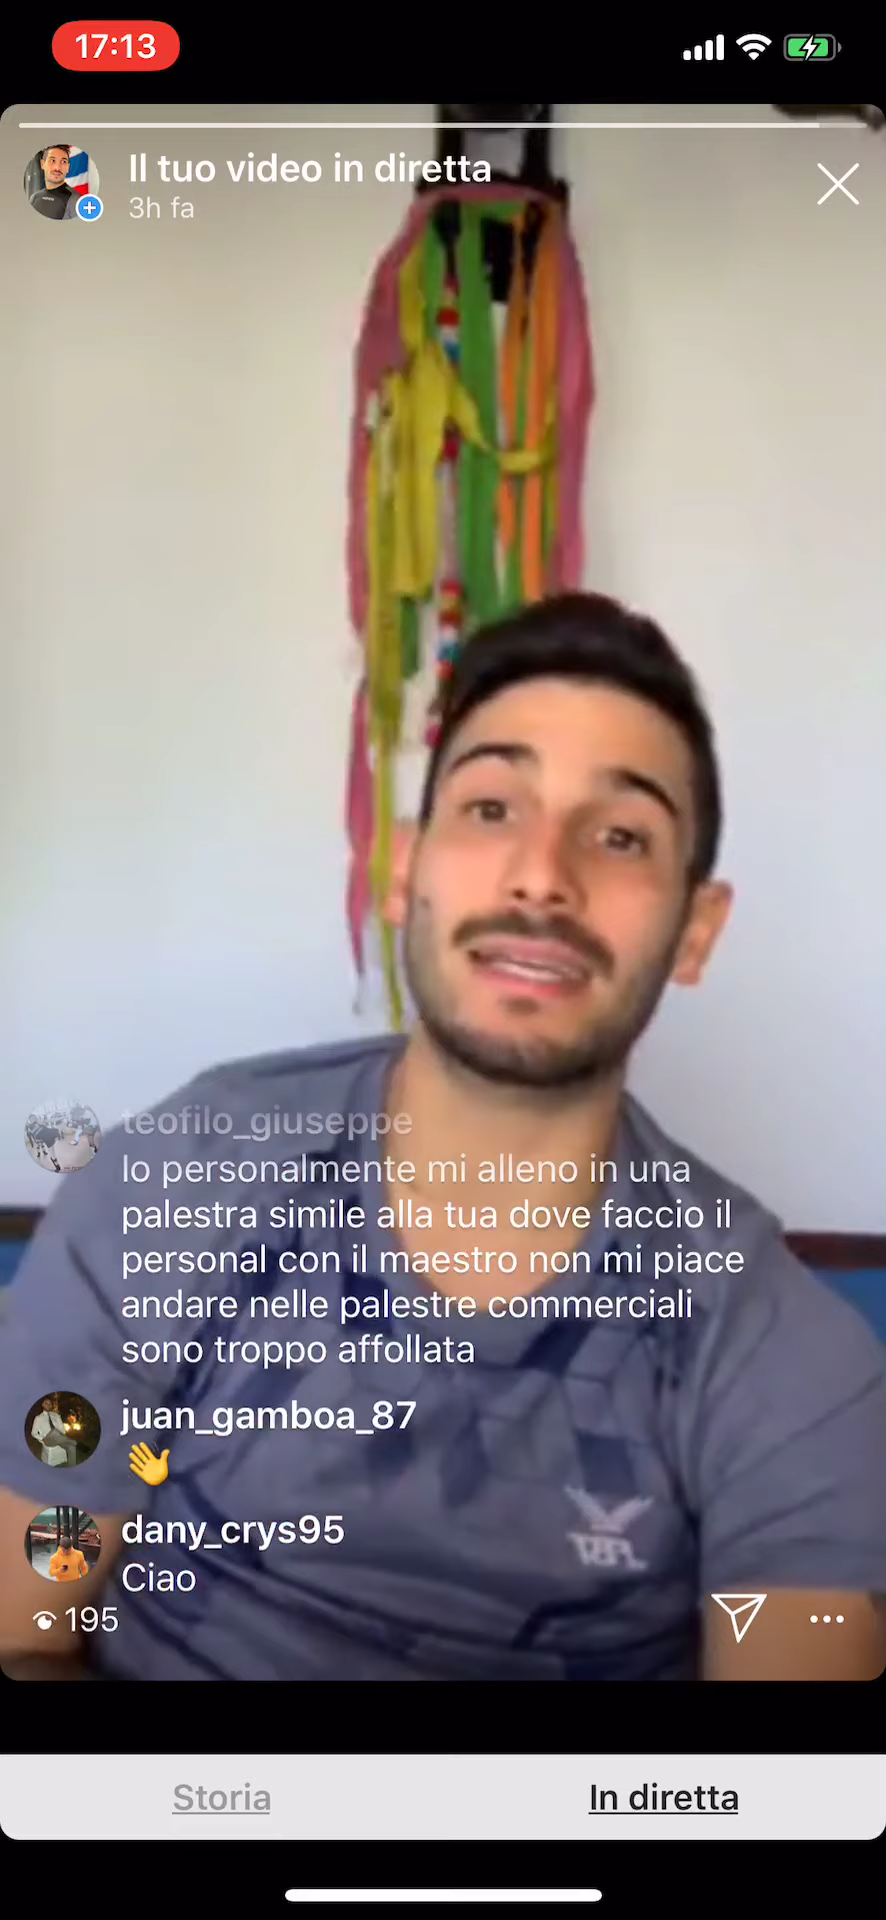 17:13
Il tuo video in diretta
3h fa
teofilo_giuseppe
Io personalmente mi alleno in una
palestra simile alla tua dove faccio il
personal con il maestro non mi piace
andare nelle palestre commerciali
sono troppo affollata
juan_gamboa_87
👋
dany_crys95
Ciao
195
Storia
In diretta